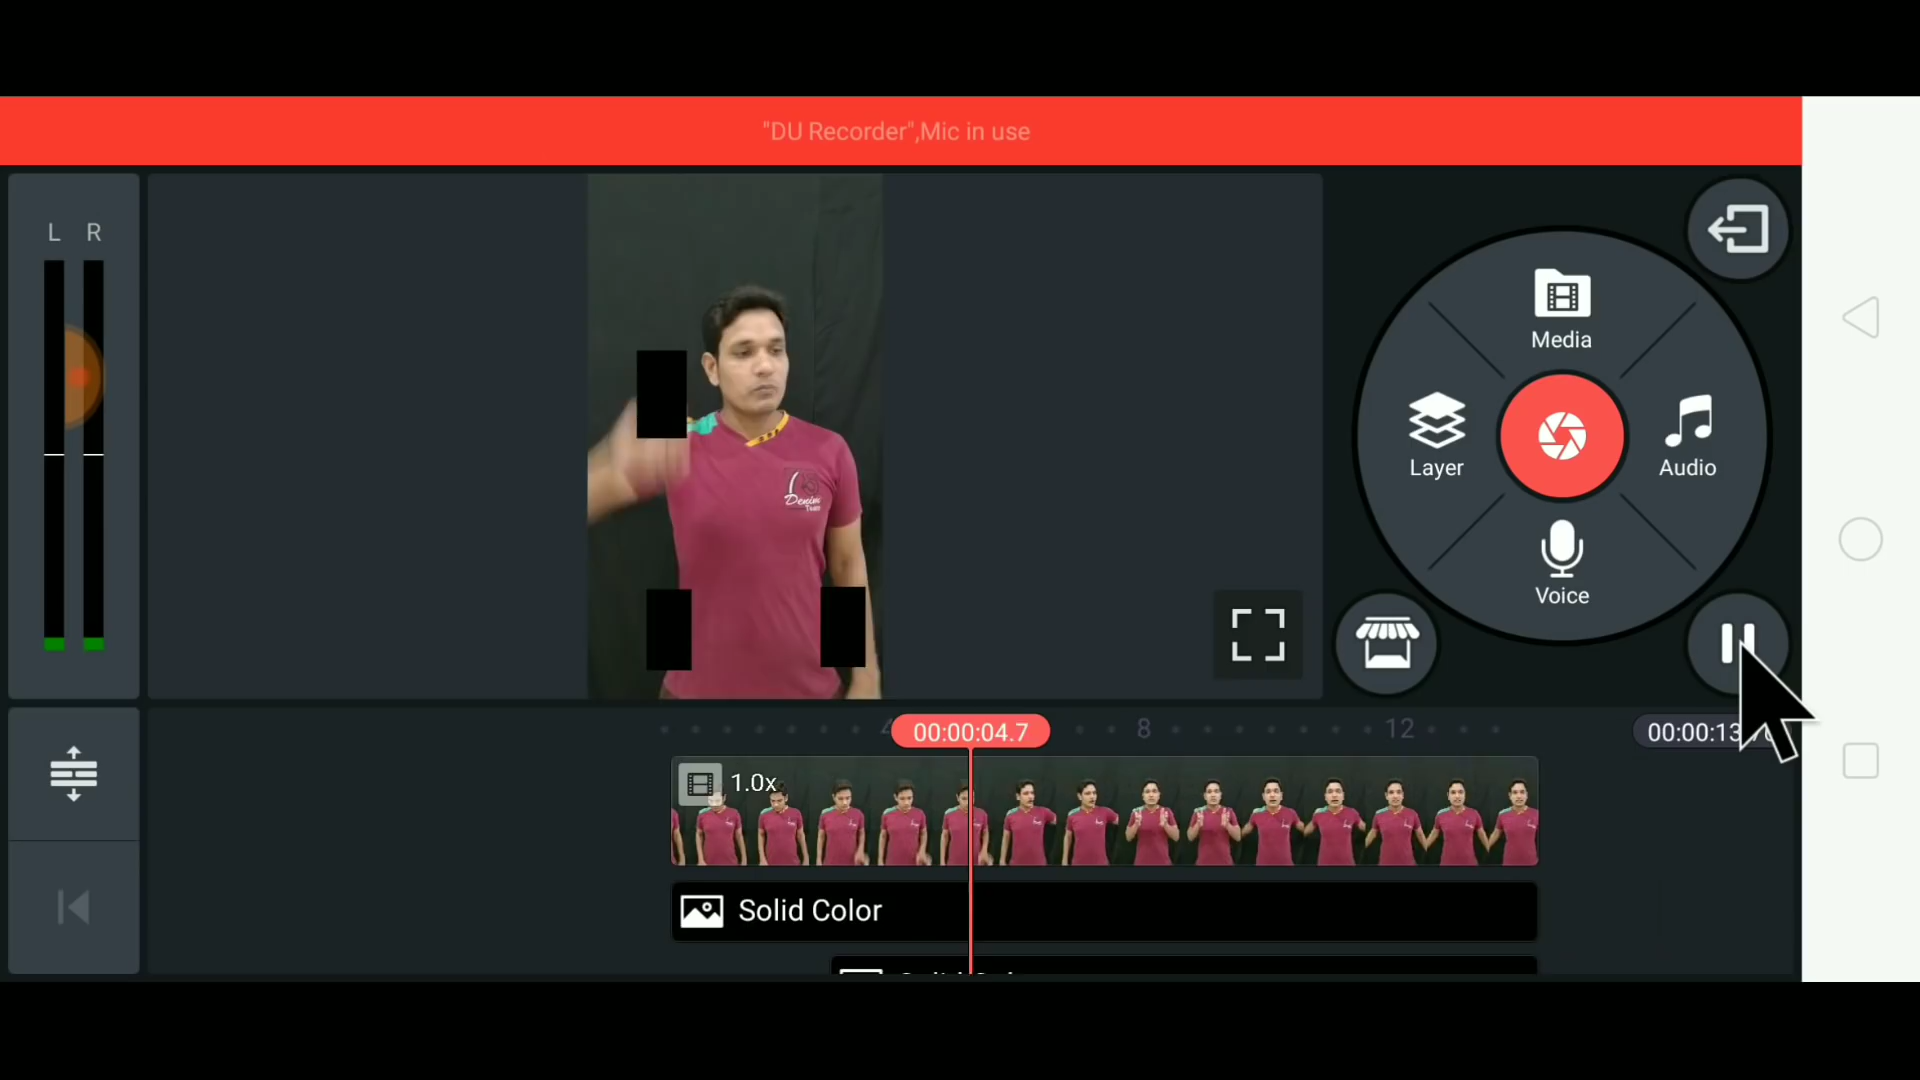 "DU Recorder",Mic in use
L R
Media
Layer
Audio
Voice
Denim
00:00:04.7
8
12
00:00:13
1.0x
Solid Color